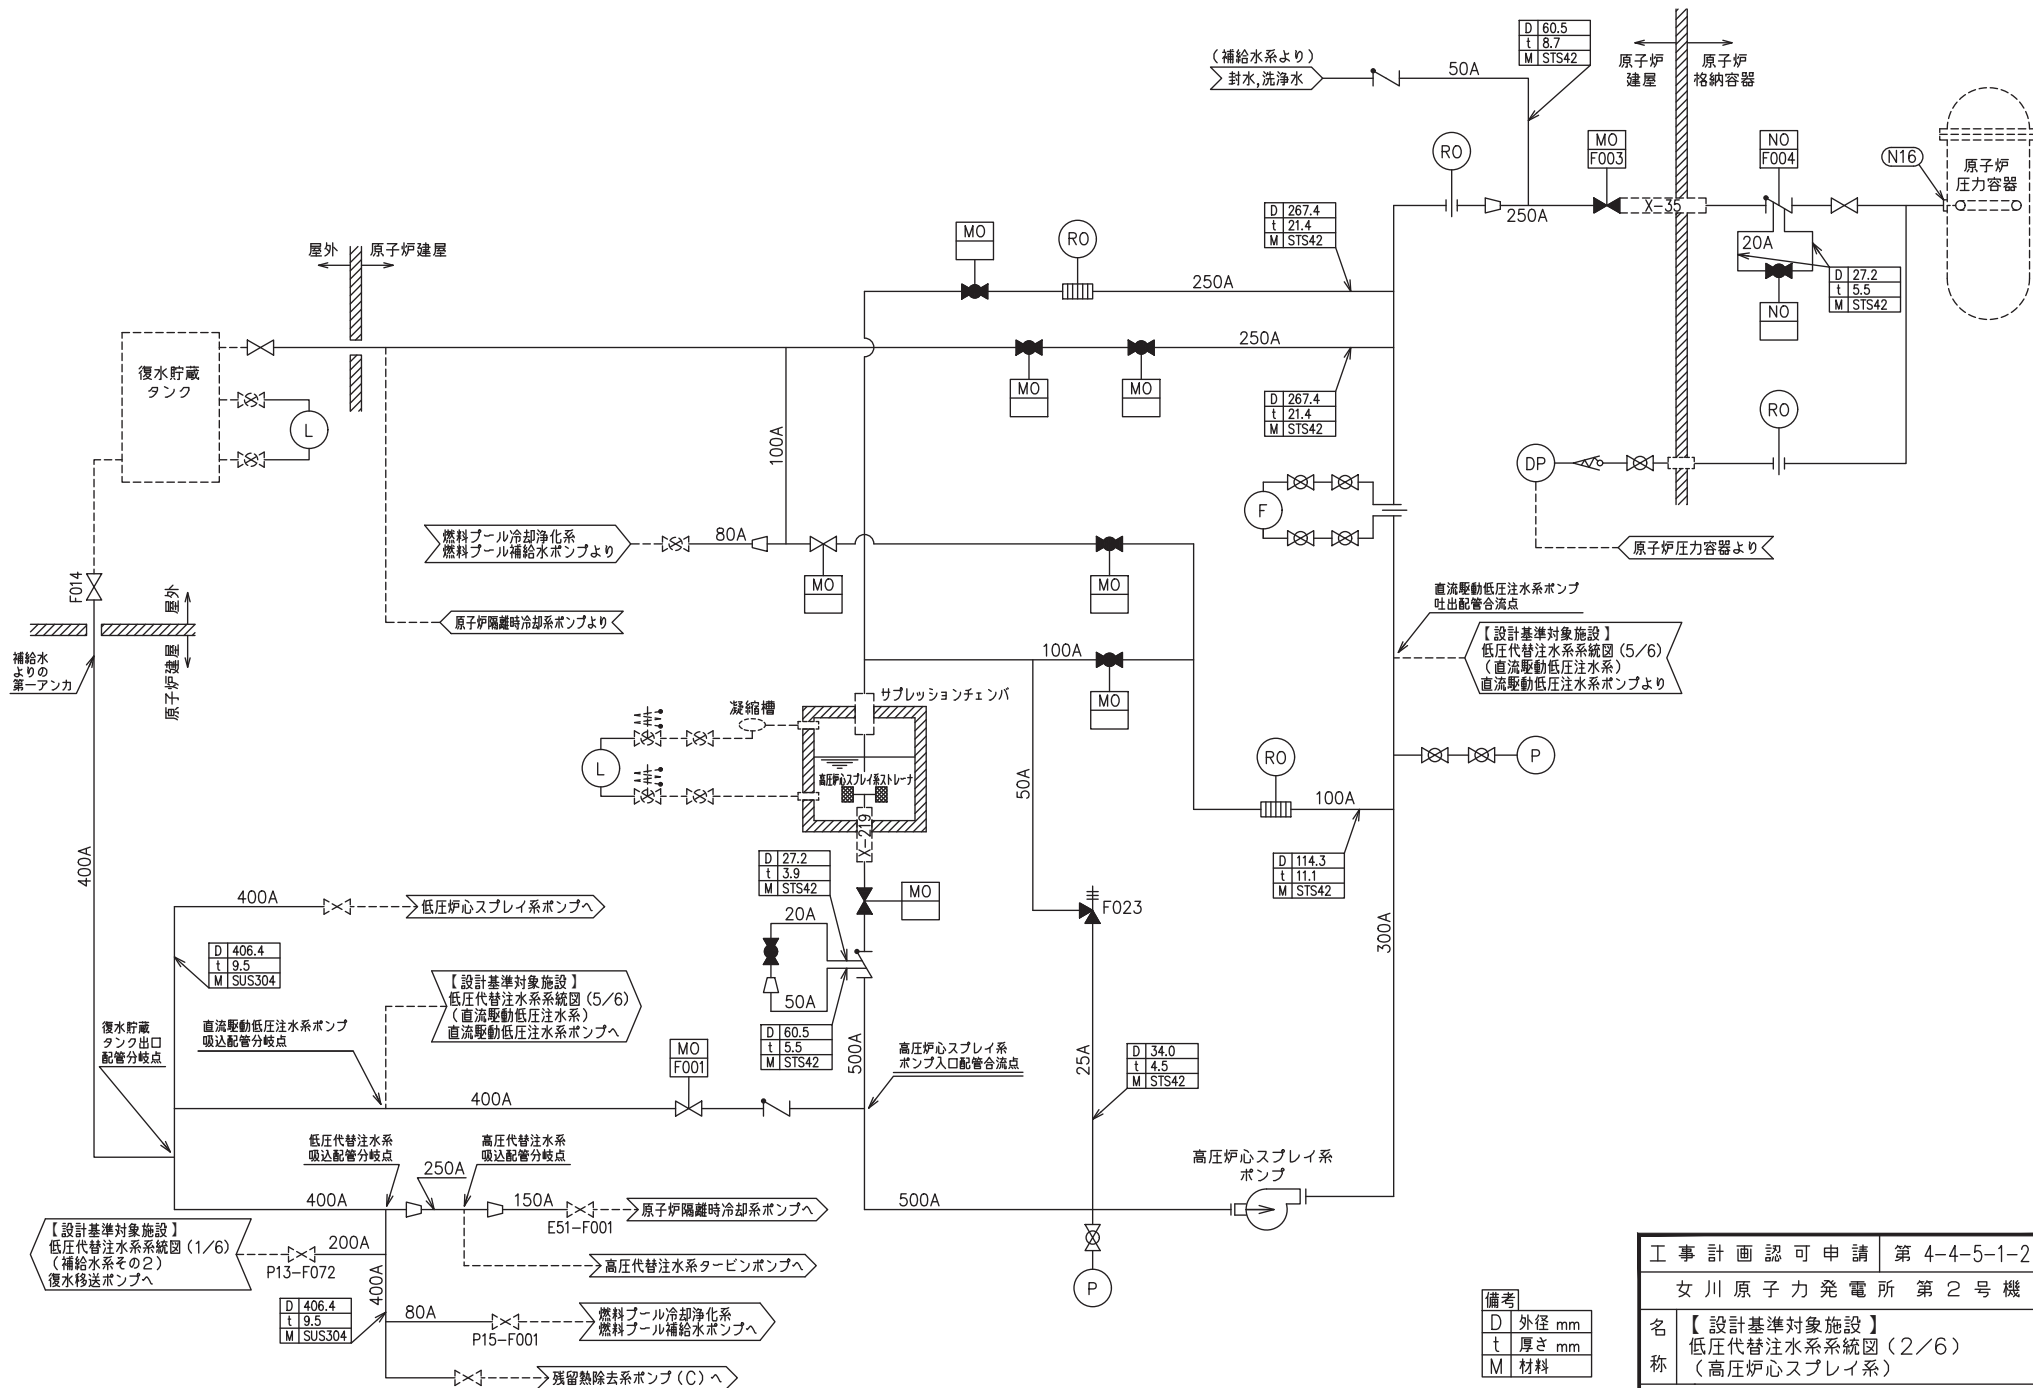 (補給水系より)
封水,洗浄水
50A
D 60.5
t 8.7
M STS42
原子炉
建屋
原子炉
格納容器
RO
MO
F003
NO
F004
N16
原子炉
圧力容器
250A
X-35
20A
D 27.2
t 5.5
M STS42
NO
屋外
原子炉建屋
MO
RO
D 267.4
t 21.4
M STS42
250A
250A
復水貯蔵
タンク
L
MO
MO
D 267.4
t 21.4
M STS42
RO
100A
DP
F
原子炉圧力容器より
燃料プール冷却浄化系
燃料プール補給水ポンプより
80A
MO
MO
F014
屋外
原子炉建屋
補給水
よりの
第一アンカ
原子炉隔離時冷却系ポンプより
直流駆動低圧注水系ポンプ
吐出配管合流点
【設計基準対象施設】
低圧代替注水系系統図(5/6)
(直流駆動低圧注水系)
直流駆動低圧注水系ポンプより
100A
MO
サプレッションチェンバ
凝縮槽
L
高圧炉心スプレイ系ストレーナ
X-219
50A
RO
P
100A
D 114.3
t 11.1
M STS42
400A
D 27.2
t 3.9
M STS42
MO
400A
低圧炉心スプレイ系ポンプへ
20A
F023
300A
D 406.4
t 9.5
M SUS304
【設計基準対象施設】
低圧代替注水系系統図(5/6)
(直流駆動低圧注水系)
直流駆動低圧注水系ポンプへ
50A
D 60.5
t 5.5
M STS42
500A
復水貯蔵
タンク出口
配管分岐点
直流駆動低圧注水系ポンプ
吸込配管分岐点
MO
F001
高圧炉心スプレイ系
ポンプ入口配管合流点
25A
D 34.0
t 4.5
M STS42
400A
低圧代替注水系
吸込配管分岐点
高圧代替注水系
吸込配管分岐点
高圧炉心スプレイ系
ポンプ
250A
400A
150A
E51-F001
原子炉隔離時冷却系ポンプへ
500A
【設計基準対象施設】
低圧代替注水系系統図(1/6)
(補給水系その2)
復水移送ポンプへ
200A
P13-F072
400A
高圧代替注水系タービンポンプへ
P
D 406.4
t 9.5
M SUS304
80A
P15-F001
燃料プール冷却浄化系
燃料プール補給水ポンプへ
残留熱除去系ポンプ(C)へ
備考
D 外径 mm
t 厚さ mm
M 材料
工事計画認可申請 第 4-4-5-1-2
女川原子力発電所 第2号機
名称
【設計基準対象施設】
低圧代替注水系系統図(2/6)
(高圧炉心スプレイ系)